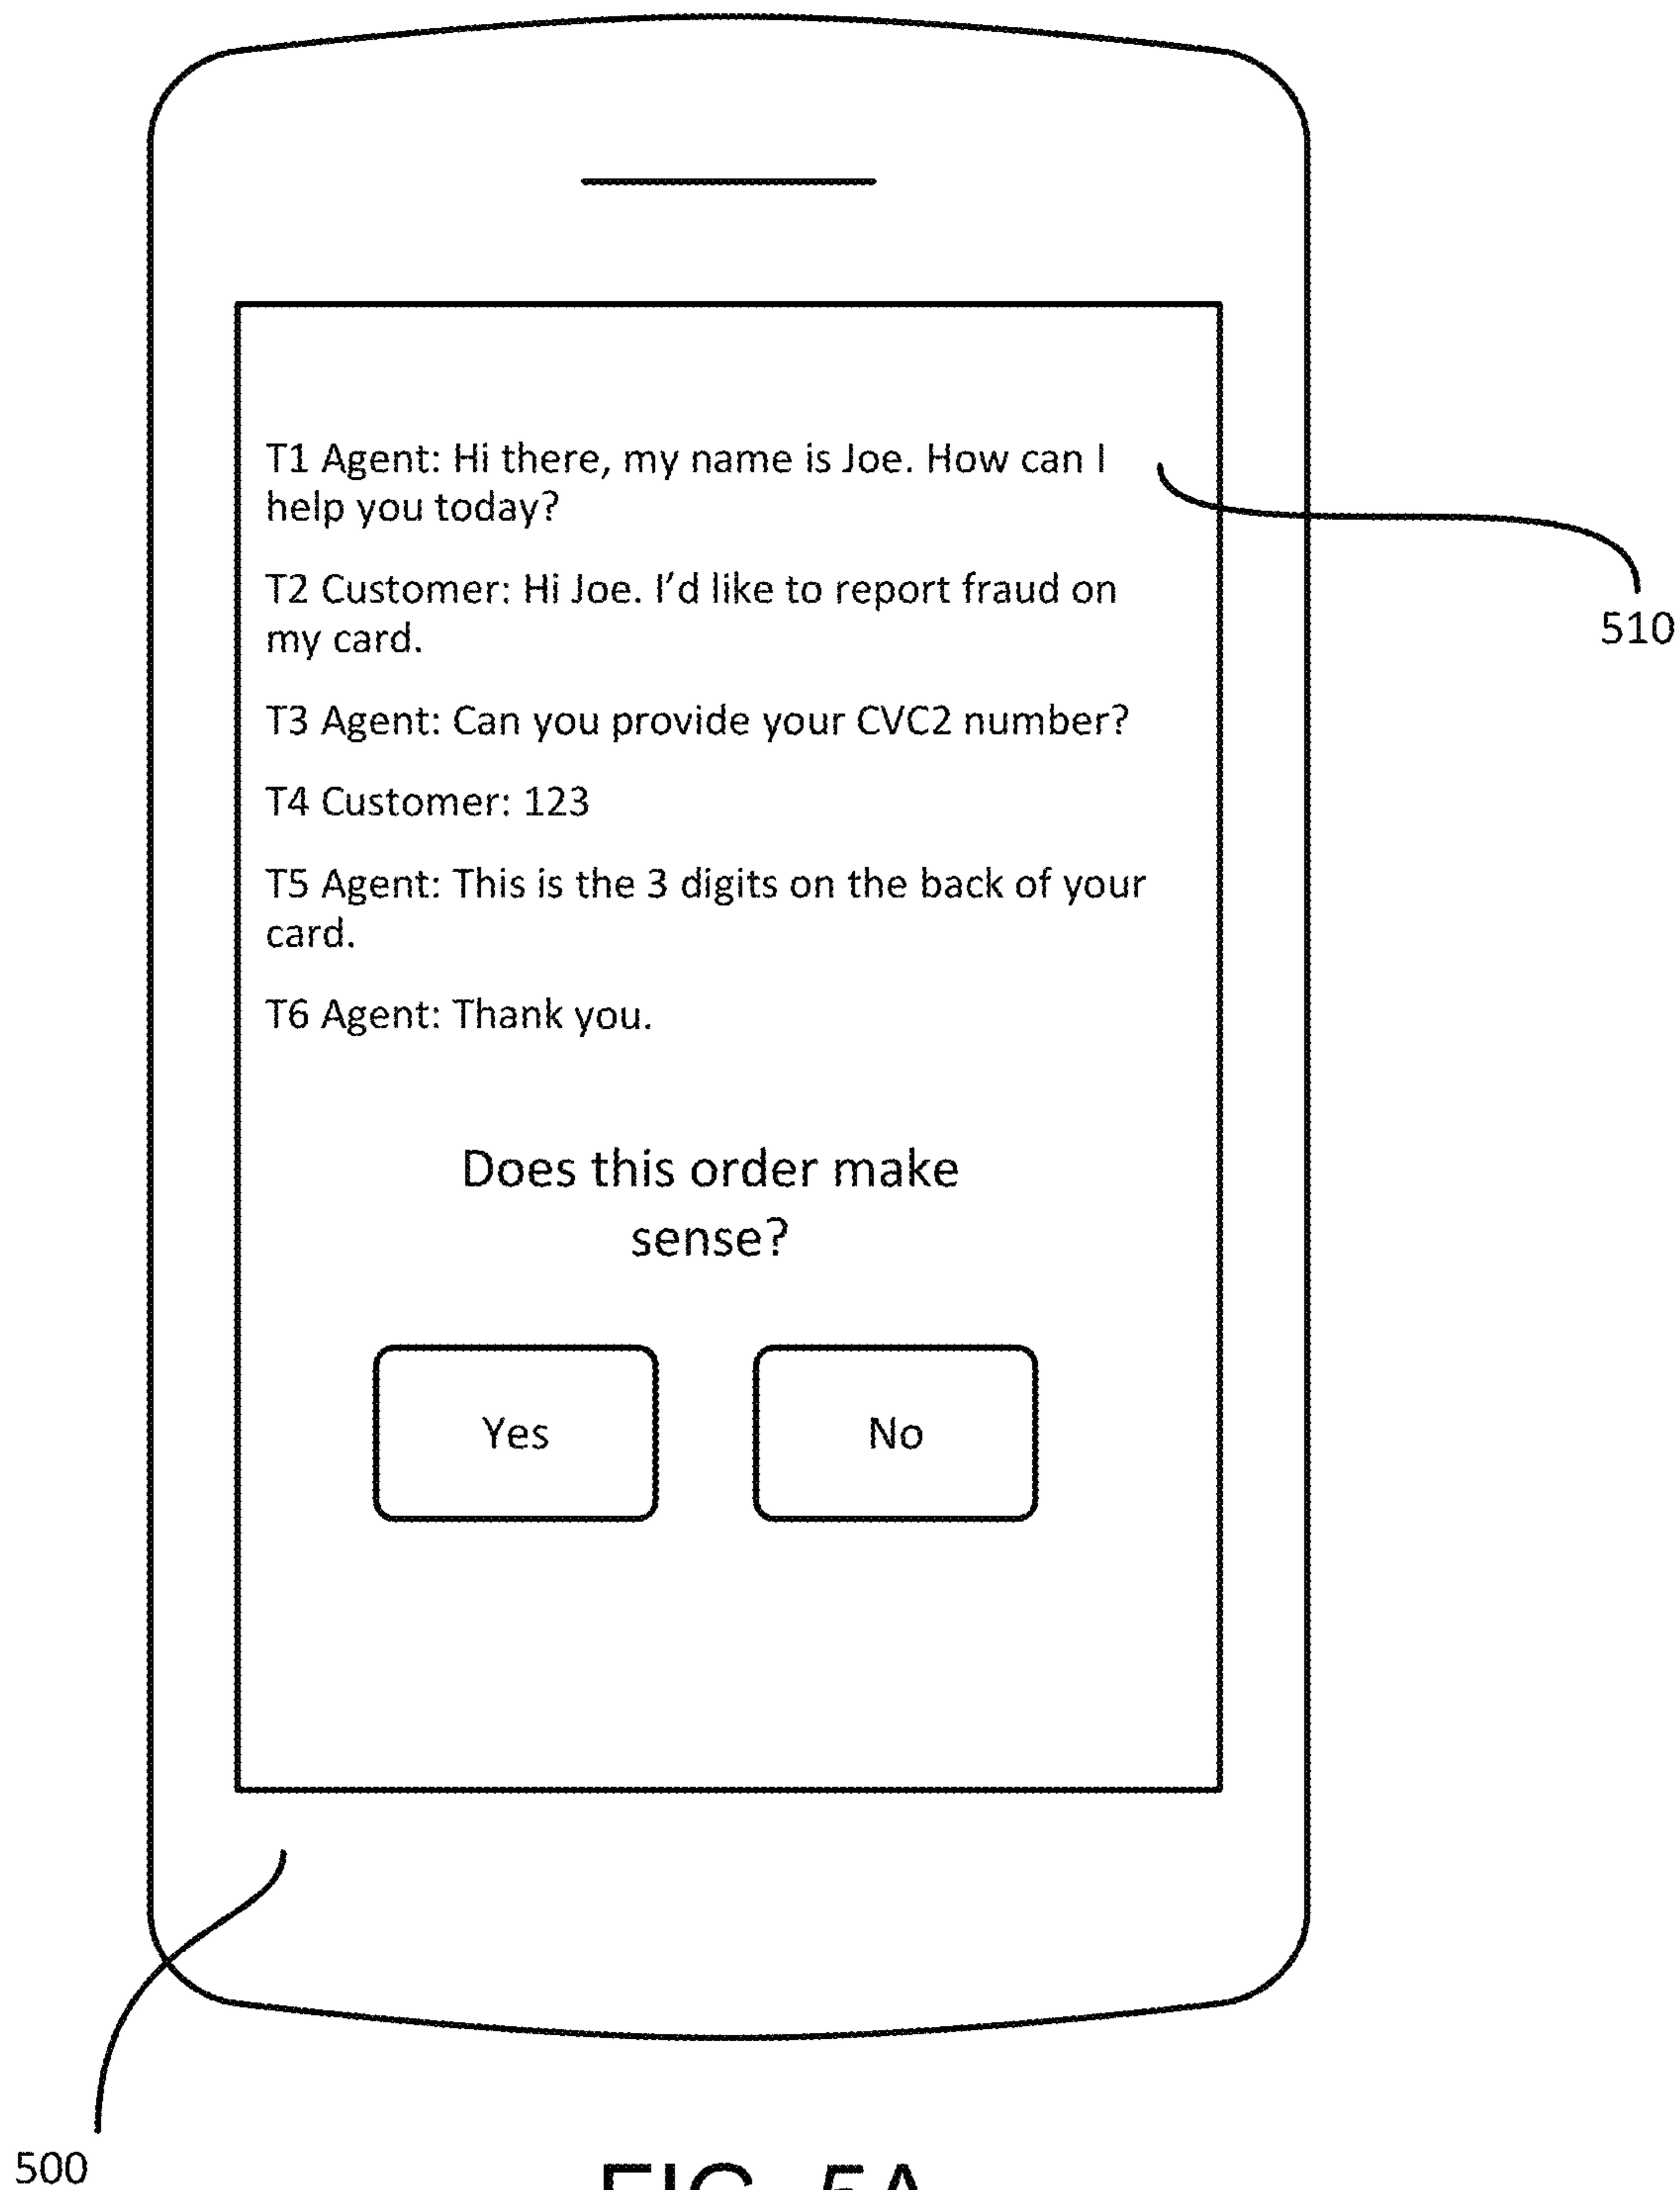 T1 Agent: Hi there, my name is Joe. How can I
help you today?
T2 Customer: Hi Joe. I'd like to report fraud on
my card.
510
T3 Agent: Can you provide your CVC2 number?
T4 Customer: 123
T5 Agent: This is the 3 digits on the back of your
card.
T6 Agent: Thank you.
Does this order make
sense?
Yes
No
500
FIG. 5A